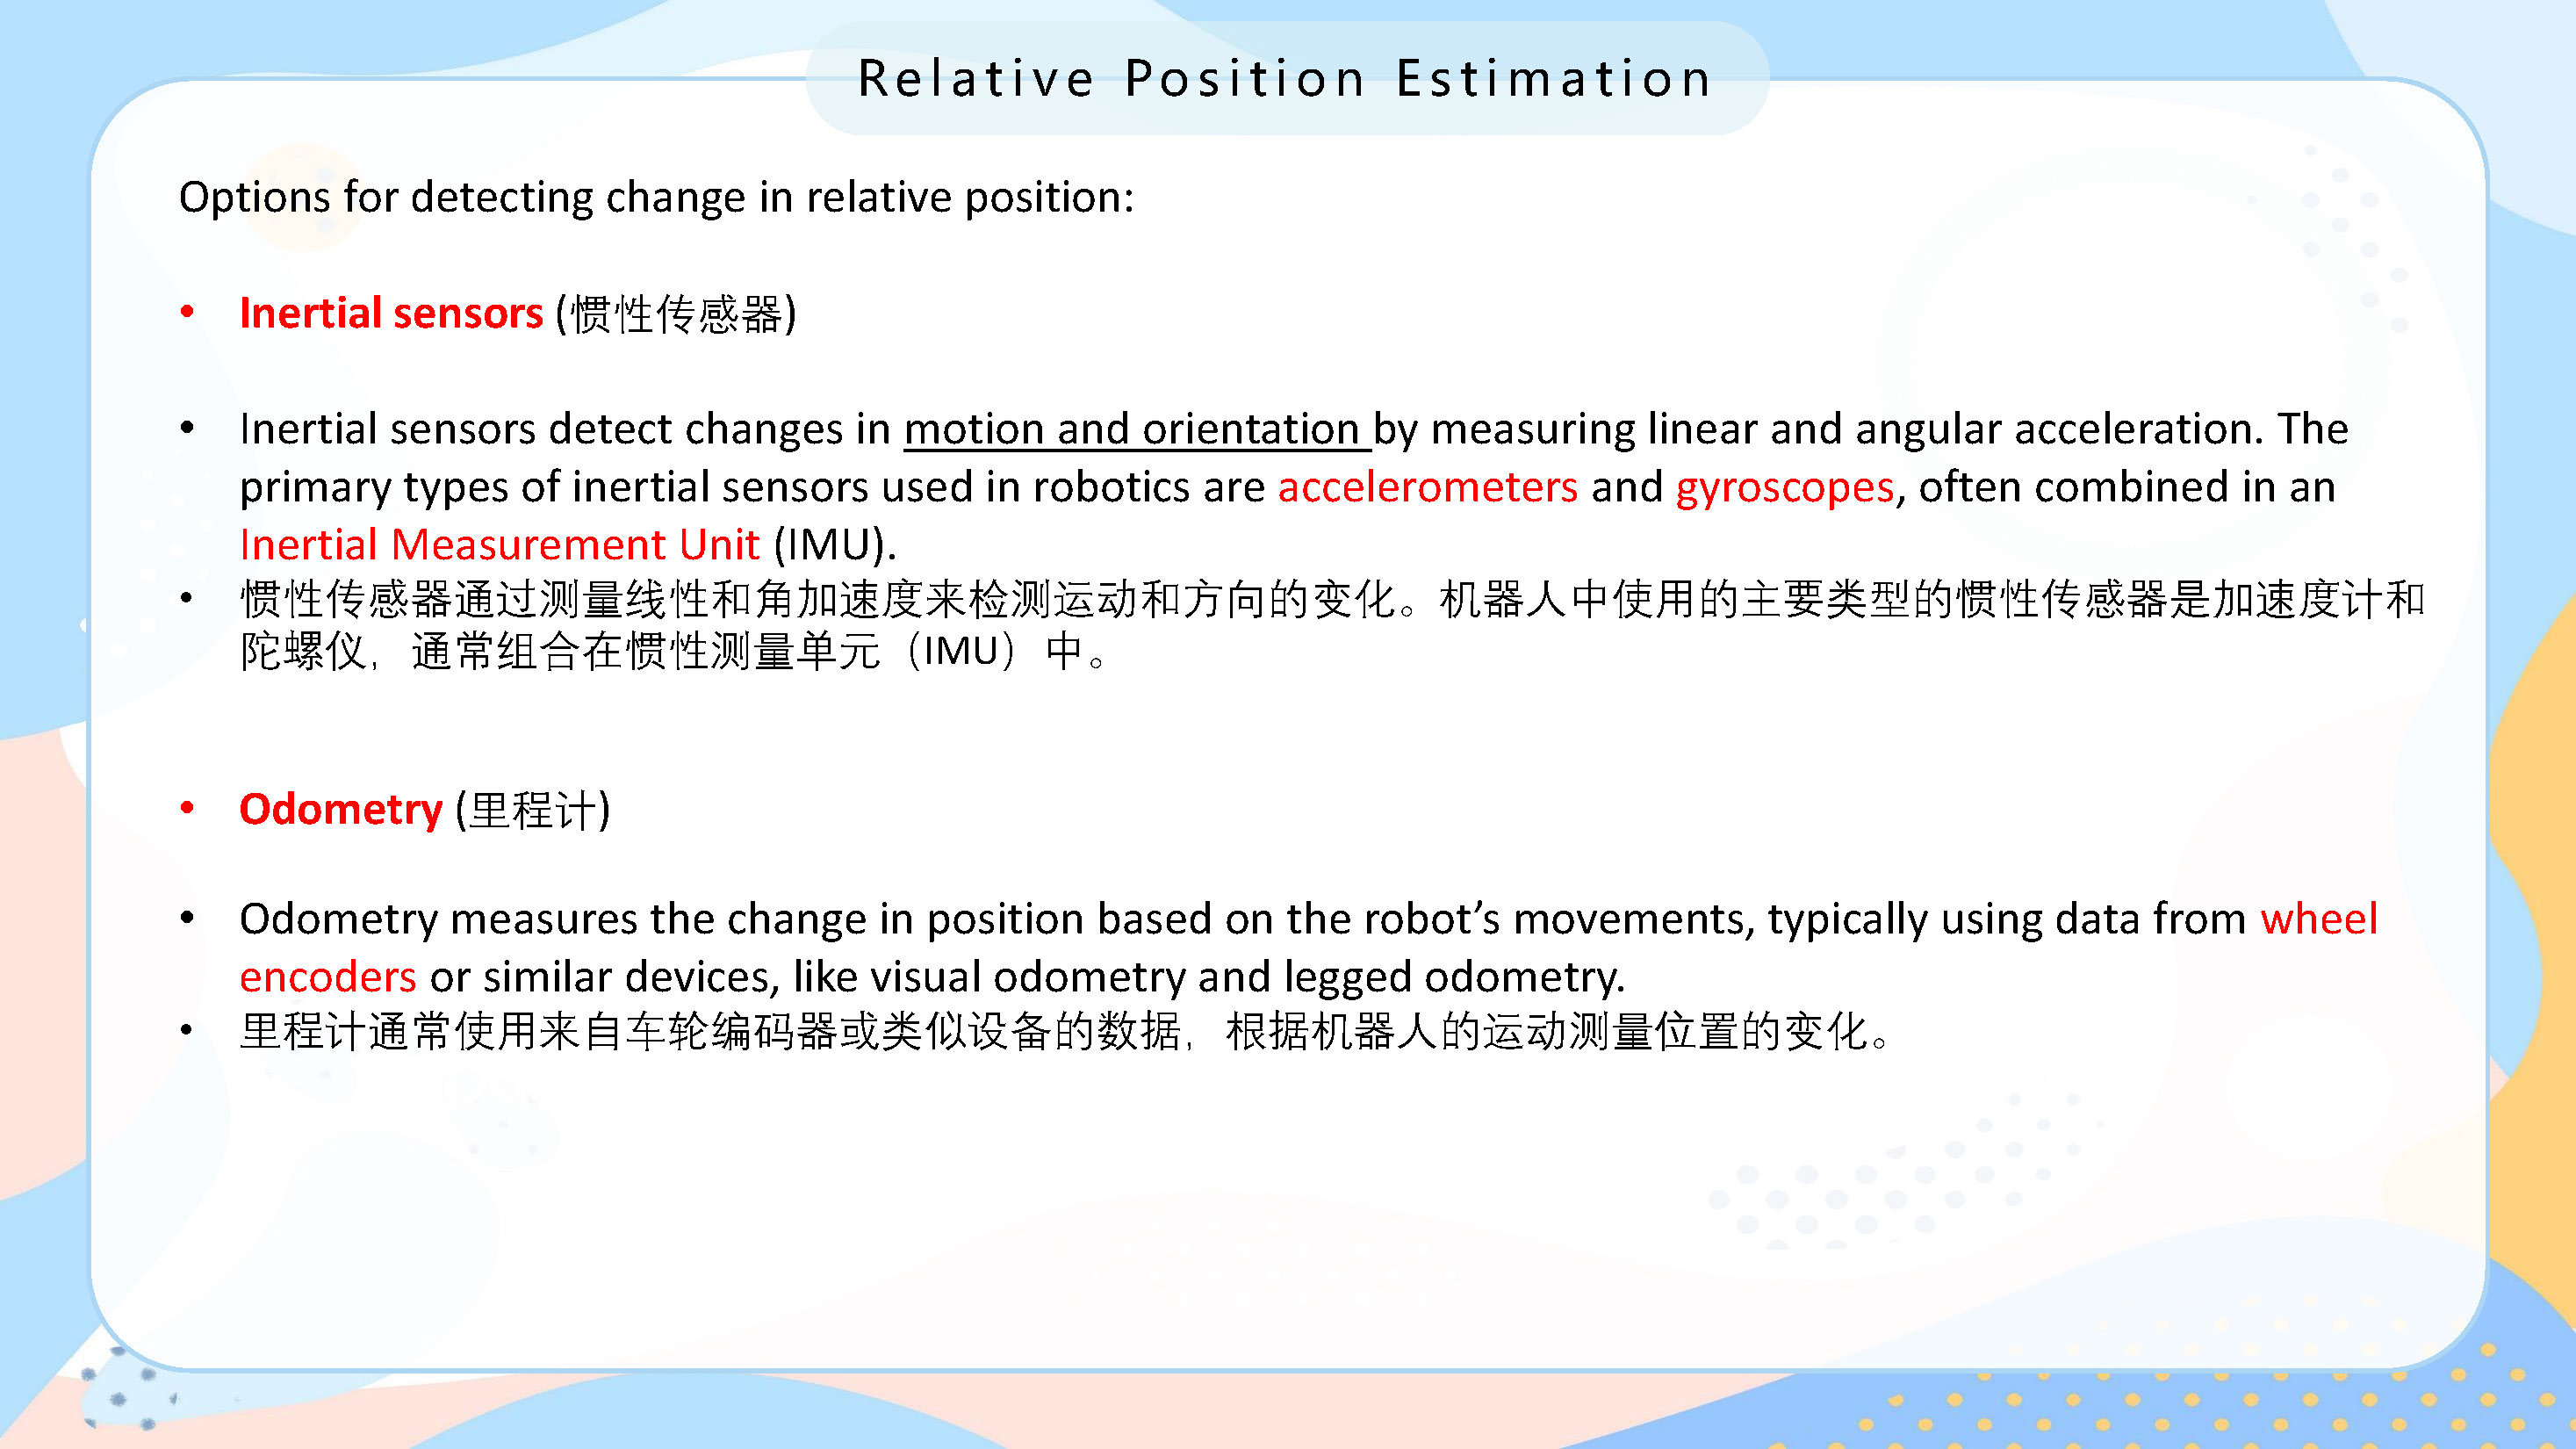 Relative Position Estimation
Options for detecting change in relative position:
• Inertial sensors (惯性传感器)
• Inertial sensors detect changes in motion and orientation by measuring linear and angular acceleration. The
primary types of inertial sensors used in robotics are accelerometers and gyroscopes, often combined in an
Inertial Measurement Unit (IMU).
• 惯性传感器通过测量线性和角加速度来检测运动和方向的变化。机器人中使用的主要类型的惯性传感器是加速度计和
陀螺仪，通常组合在惯性测量单元（IMU）中。
• Odometry (里程计)
• Odometry measures the change in position based on the robot’s movements, typically using data from wheel
encoders or similar devices, like visual odometry and legged odometry.
• 里程计通常使用来自车轮编码器或类似设备的数据，根据机器人的运动测量位置的变化。